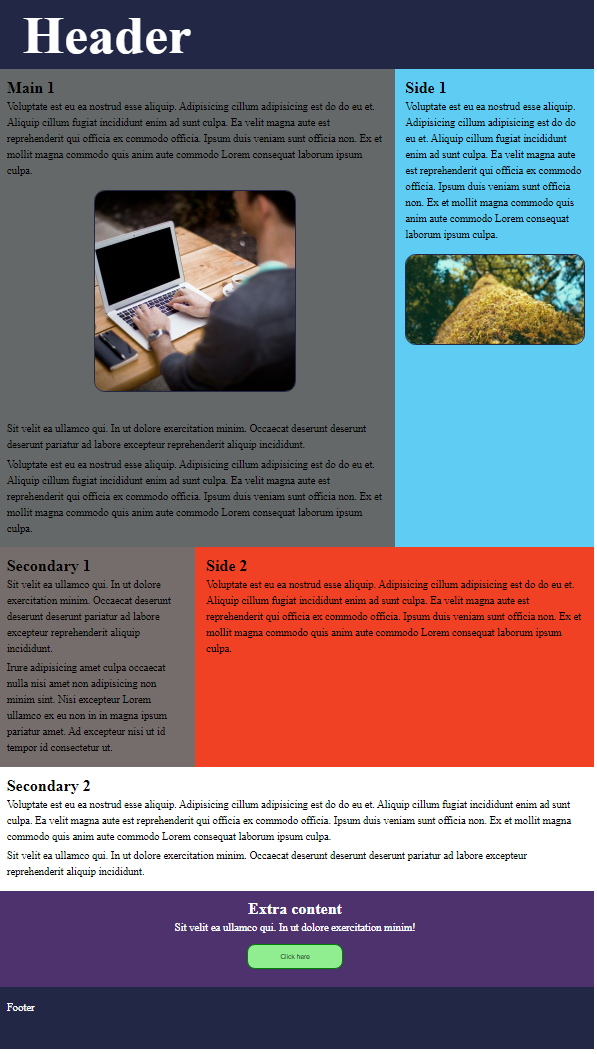 Header
Main 1
Voluptate est eu ea nostrud esse aliquip. Adipisicing cillum adipisicing est do do eu et.
Aliquip cillum fugiat incididunt enim ad sunt culpa. Ea velit magna aute est
reprehenderit qui officia ex commodo officia. Ipsum duis veniam sunt officia non. Ex et
mollit magna commodo quis anim aute commodo Lorem consequat laborum ipsum
culpa.
Sit velit ea ullamco qui. In ut dolore exercitation minim. Occaecat deserunt deserunt
deserunt pariatur ad labore excepteur reprehenderit aliquip incididunt.
Voluptate est eu ea nostrud esse aliquip. Adipisicing cillum adipisicing est do do eu et.
Aliquip cillum fugiat incididunt enim ad sunt culpa. Ea velit magna aute est
reprehenderit qui officia ex commodo officia. Ipsum duis veniam sunt officia non. Ex et
mollit magna commodo quis anim aute commodo Lorem consequat laborum ipsum
culpa.
Side 1
Voluptate est eu ea nostrud esse aliquip.
Adipisicing cillum adipisicing est do do
eu et. Aliquip cillum fugiat incididunt
enim ad sunt culpa. Ea velit magna aute
est reprehenderit qui officia ex commodo
officia. Ipsum duis veniam sunt officia
non. Ex et mollit magna commodo quis
anim aute commodo Lorem consequat
laborum ipsum culpa.
Secondary 1
Sit velit ea ullamco qui. In ut dolore
exercitation minim. Occaecat deserunt
deserunt deserunt pariatur ad labore
excepteur reprehenderit aliquip
incididunt.
Irure adipisicing amet culpa occaecat
nulla nisi amet non adipisicing non
minim sint. Nisi excepteur Lorem
ullamco ex eu non in in magna ipsum
pariatur amet. Ad excepteur nisi ut id
tempor id consectetur ut.
Side 2
Voluptate est eu ea nostrud esse aliquip. Adipisicing cillum adipisicing est do do eu et.
Aliquip cillum fugiat incididunt enim ad sunt culpa. Ea velit magna aute est
reprehenderit qui officia ex commodo officia. Ipsum duis veniam sunt officia non. Ex et
mollit magna commodo quis anim aute commodo Lorem consequat laborum ipsum
culpa.
Secondary 2
Voluptate est eu ea nostrud esse aliquip. Adipisicing cillum adipisicing est do do eu et. Aliquip cillum fugiat incididunt enim ad sunt
culpa. Ea velit magna aute est reprehenderit qui officia ex commodo officia. Ipsum duis veniam sunt officia non. Ex et mollit magna
commodo quis anim aute commodo Lorem consequat laborum ipsum culpa.
Sit velit ea ullamco qui. In ut dolore exercitation minim. Occaecat deserunt deserunt deserunt pariatur ad labore excepteur
reprehenderit aliquip incididunt.
Extra content
Sit velit ea ullamco qui. In ut dolore exercitation minim!
Click here
Footer